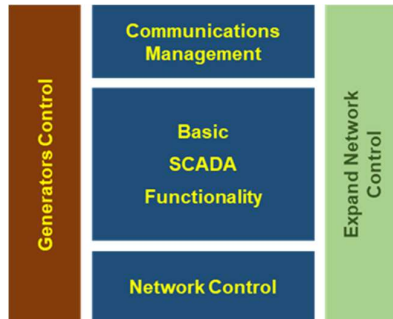 Generators Control
Communications
Management
Basic
SCADA
Functionality
Network Control
Expand Network
Control